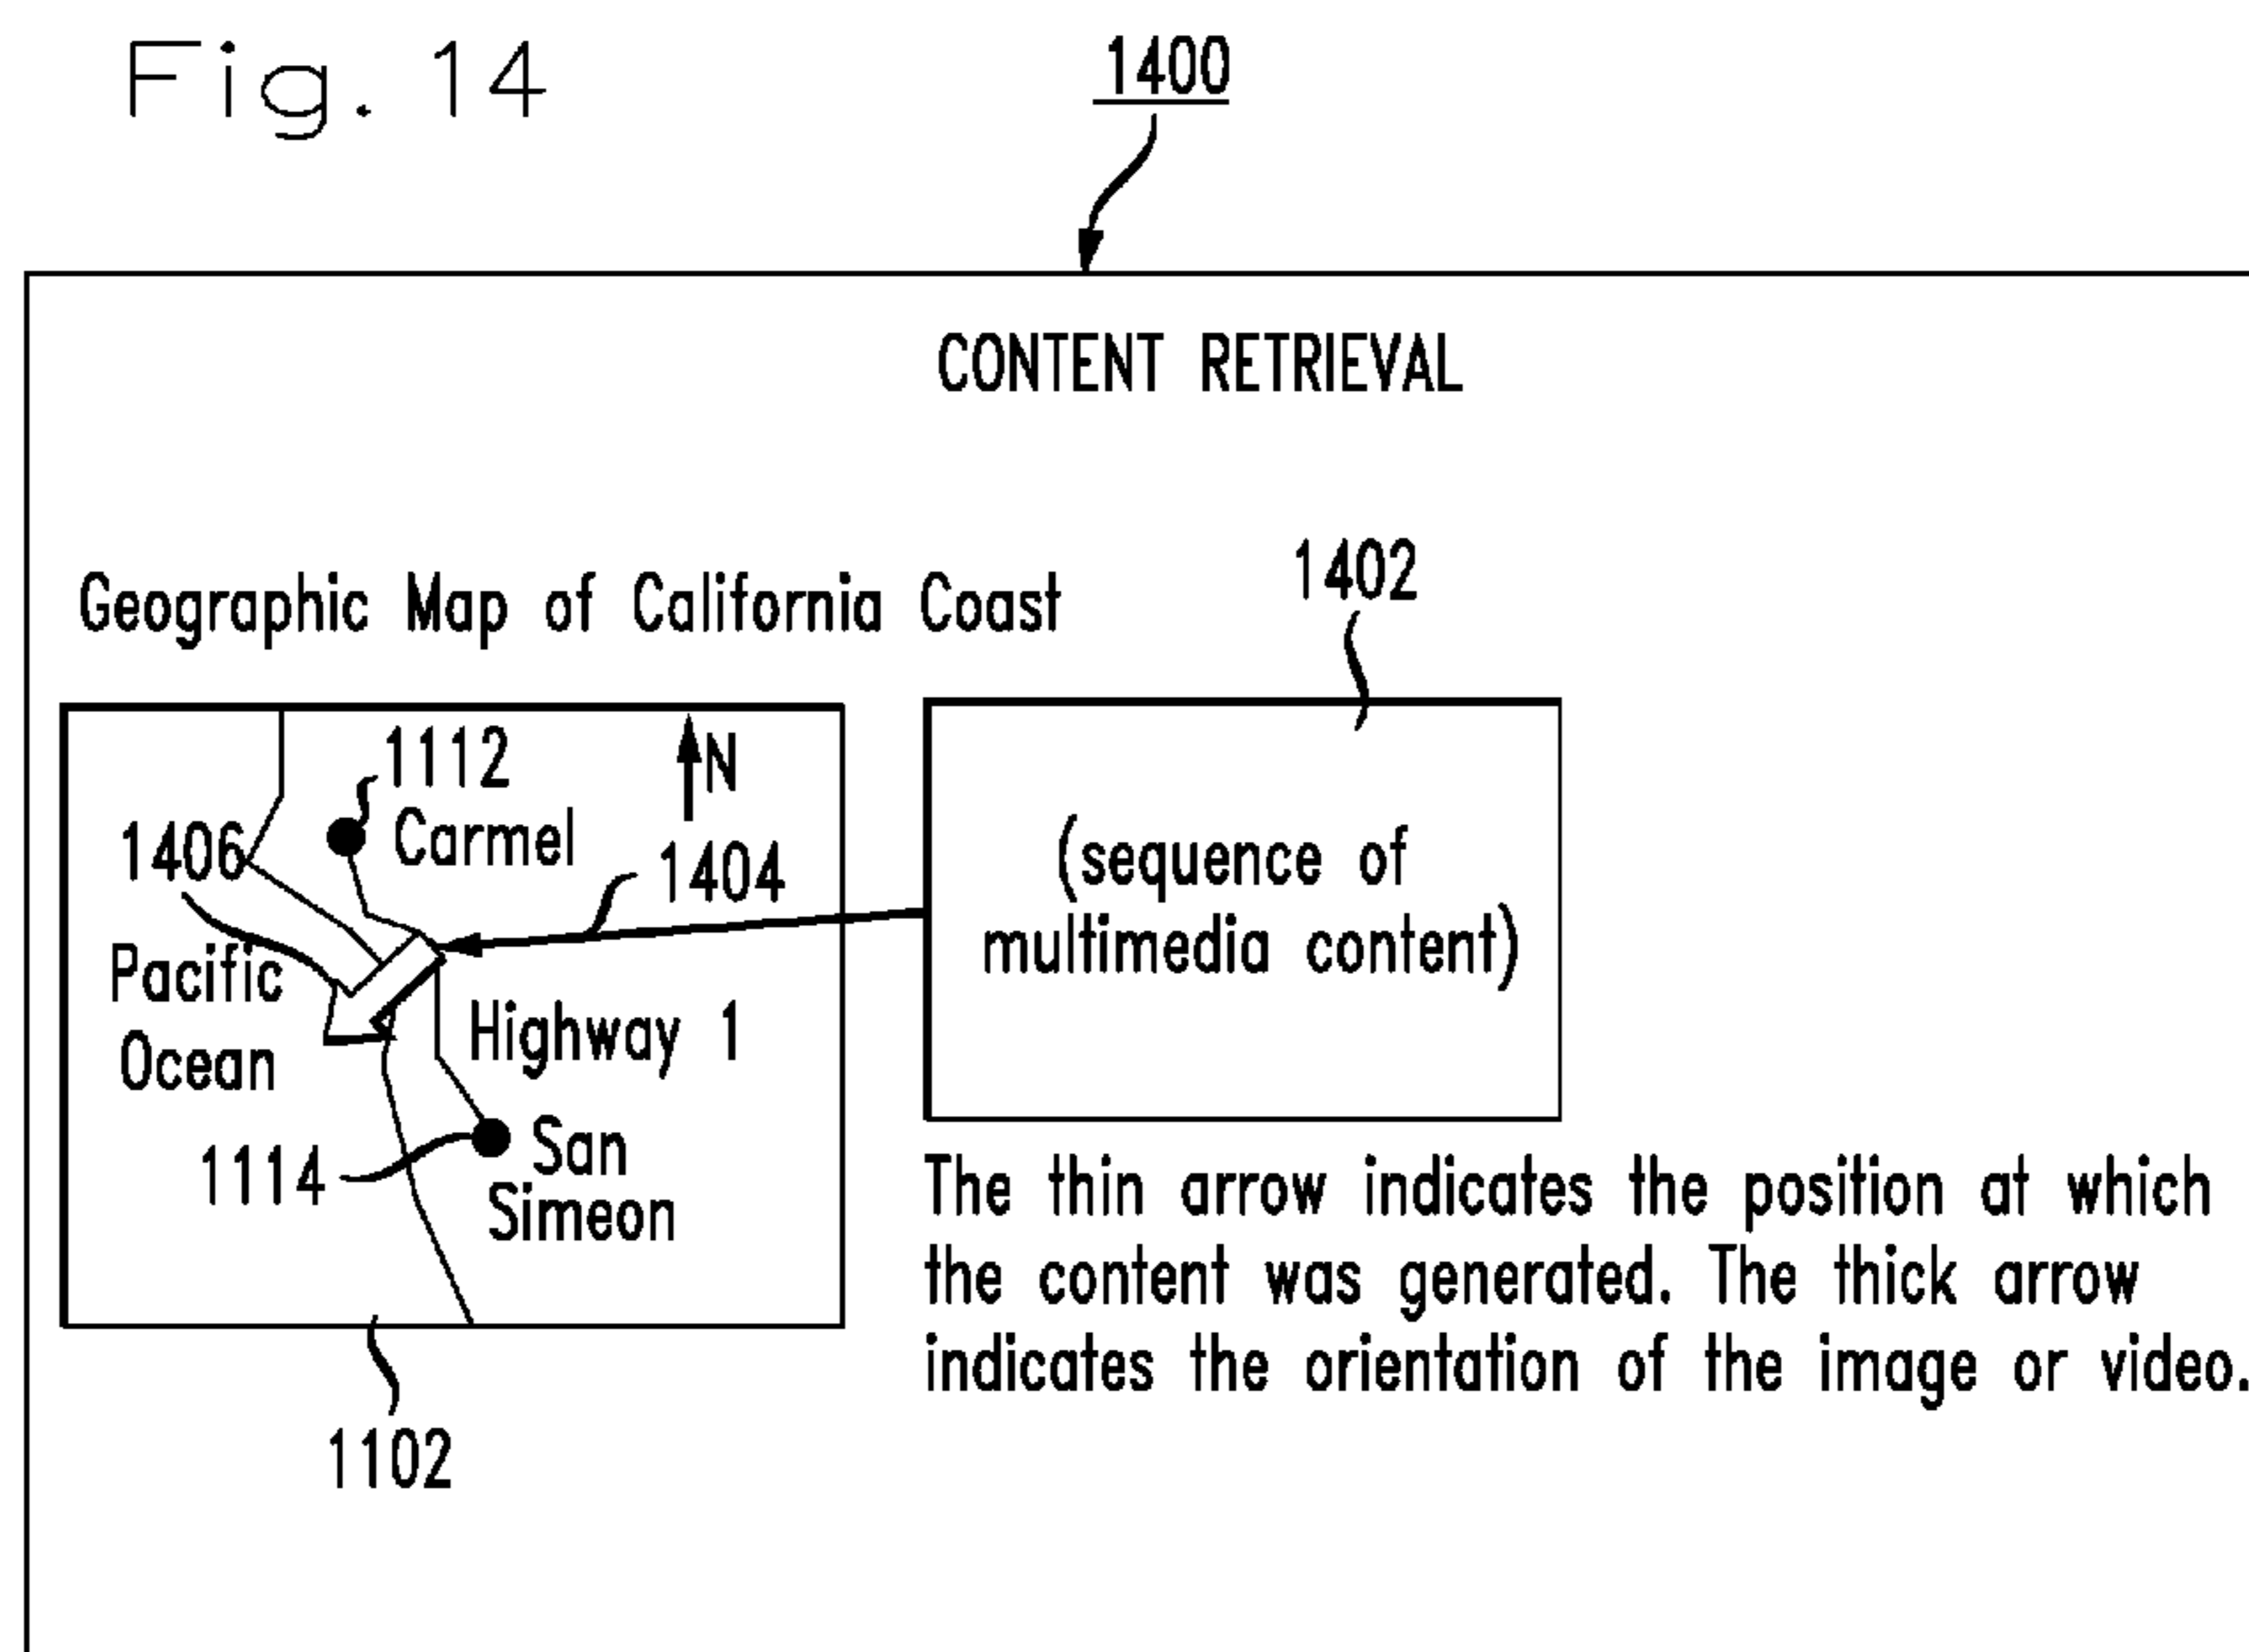 Fig. 14
1400
CONTENT RETRIEVAL
Geographic Map of California Coast
1402
1112
N
Carmel
1406
1404
(sequence of
multimedia content)
Pacific
Ocean
Highway 1
1114
San
Simeon
The thin arrow indicates the position at which
the content was generated. The thick arrow
indicates the orientation of the image or video.
1102